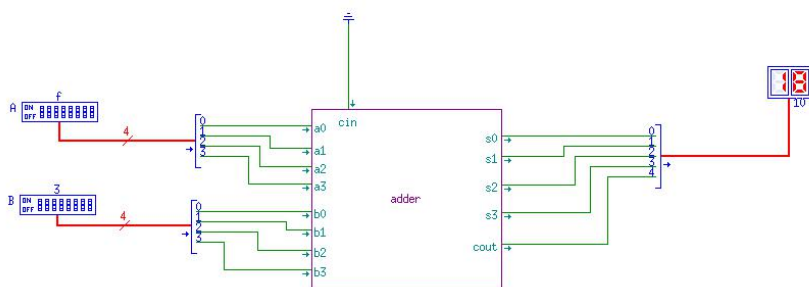 cin
f
A ON OFF
4
0
1
2
3
a0
a1
a2
a3
3
B ON OFF
4
0
1
2
3
b0
b1
b2
b3
adder
s0
s1
s2
s3
cout
0
1
2
3
4
18
10